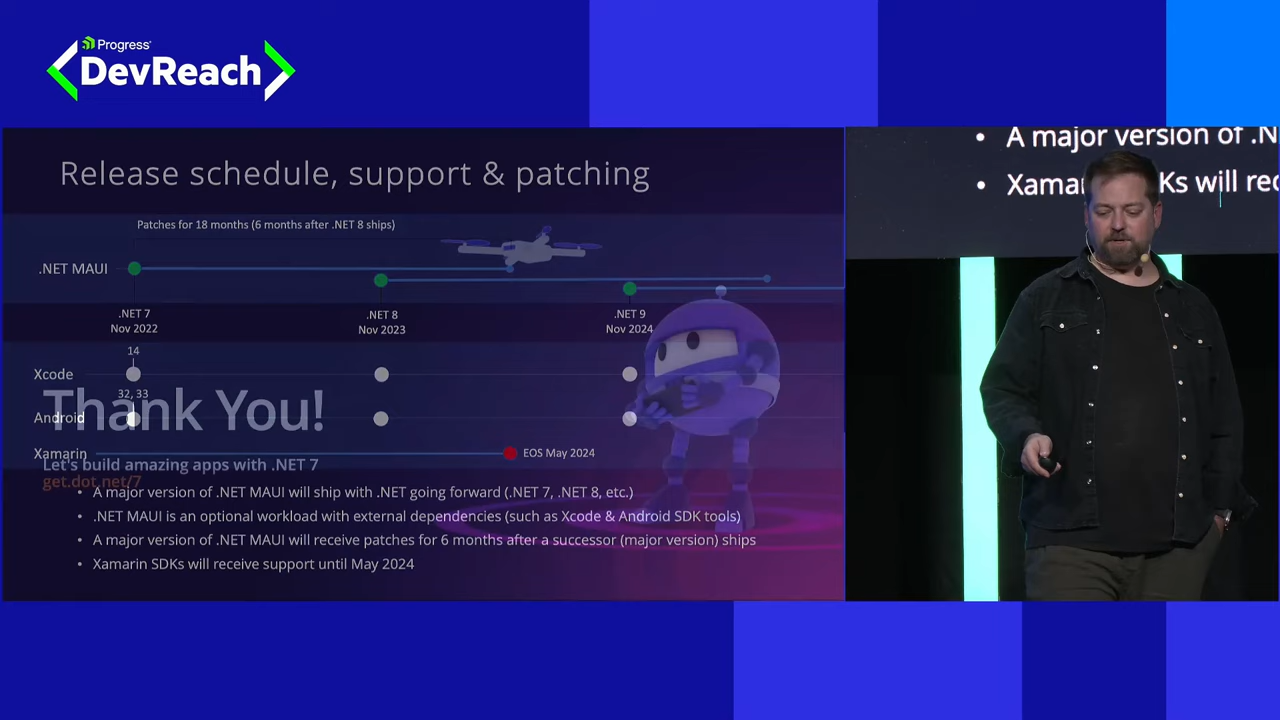 Progress
DevReach
Release schedule, support & patching
Patches for 18 months (6 months after .NET 8 ships)
.NET MAUI
.NET 7
Nov 2022
.NET 8
Nov 2023
.NET 9
Nov 2024
14
Xcode
32, 33
Android
Xamarin
EOS May 2024
Thank You!
Let's build amazing apps with .NET 7
get.dot.net/7
• A major version of .NET MAUI will ship with .NET going forward (.NET 7, .NET 8, etc.)
• .NET MAUI is an optional workload with external dependencies (such as Xcode & Android SDK tools)
• A major version of .NET MAUI will receive patches for 6 months after a successor (major version) ships
• Xamarin SDKs will receive support until May 2024
• A major version of .N
• Xamar Ks will rec